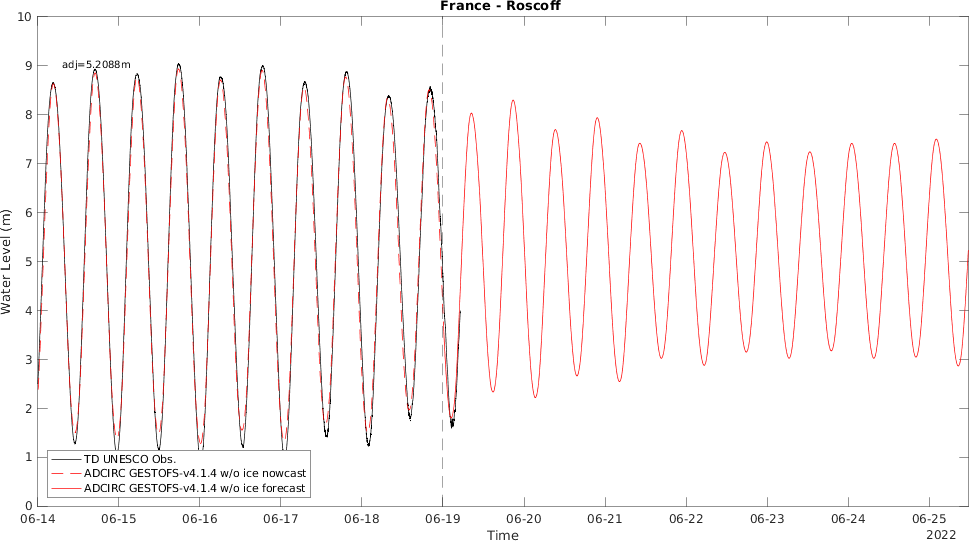 France - Roscoff
adj=5.2088m
Water Level (m)
10
9
8
7
6
5
4
3
2
1
0
TD UNESCO Obs.
ADCIRC GESTOFS-v4.1.4 w/o ice nowcast
ADCIRC GESTOFS-v4.1.4 w/o ice forecast
06-14 06-15 06-16 06-17 06-18 06-19 06-20 06-21 06-22 06-23 06-24 06-25
Time
2022